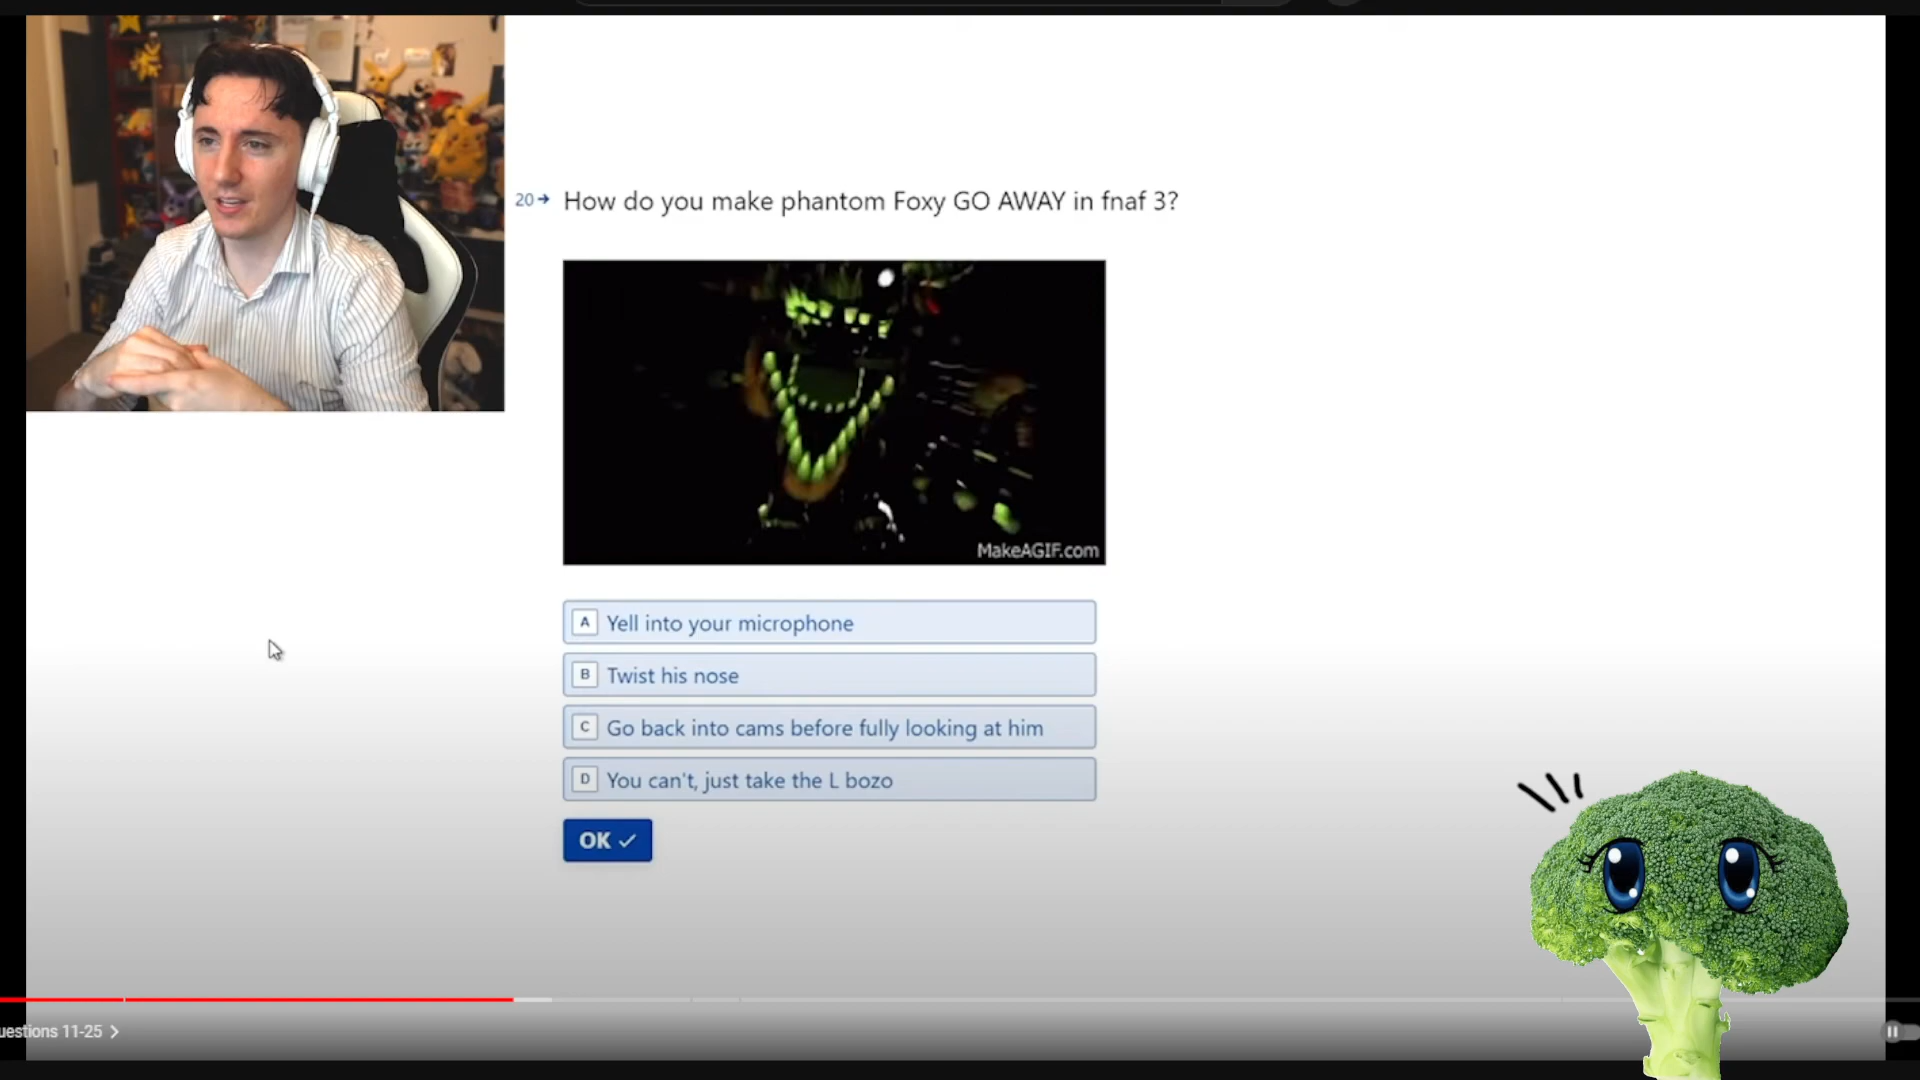 20→ How do you make phantom Foxy GO AWAY in fnaf 3?
MakeAGIF.com
A Yell into your microphone
B Twist his nose
C Go back into cams before fully looking at him
D You can't, just take the L bozo
OK ✓
uestions 11-25 >